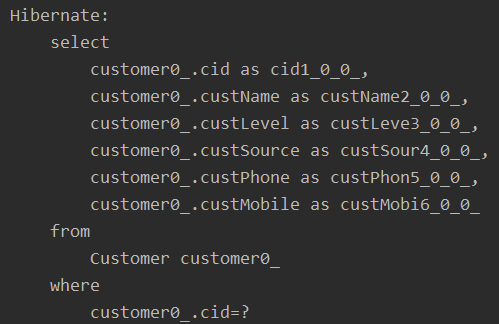 Hibernate:
select
customer0_.cid as cid1_0_0_,
customer0_.custName as custName2_0_0_,
customer0_.custLevel as custLeve3_0_0_,
customer0_.custSource as custSour4_0_0_,
customer0_.custPhone as custPhon5_0_0_,
customer0_.custMobile as custMobi6_0_0_
from
Customer customer0_
where
customer0_.cid=?